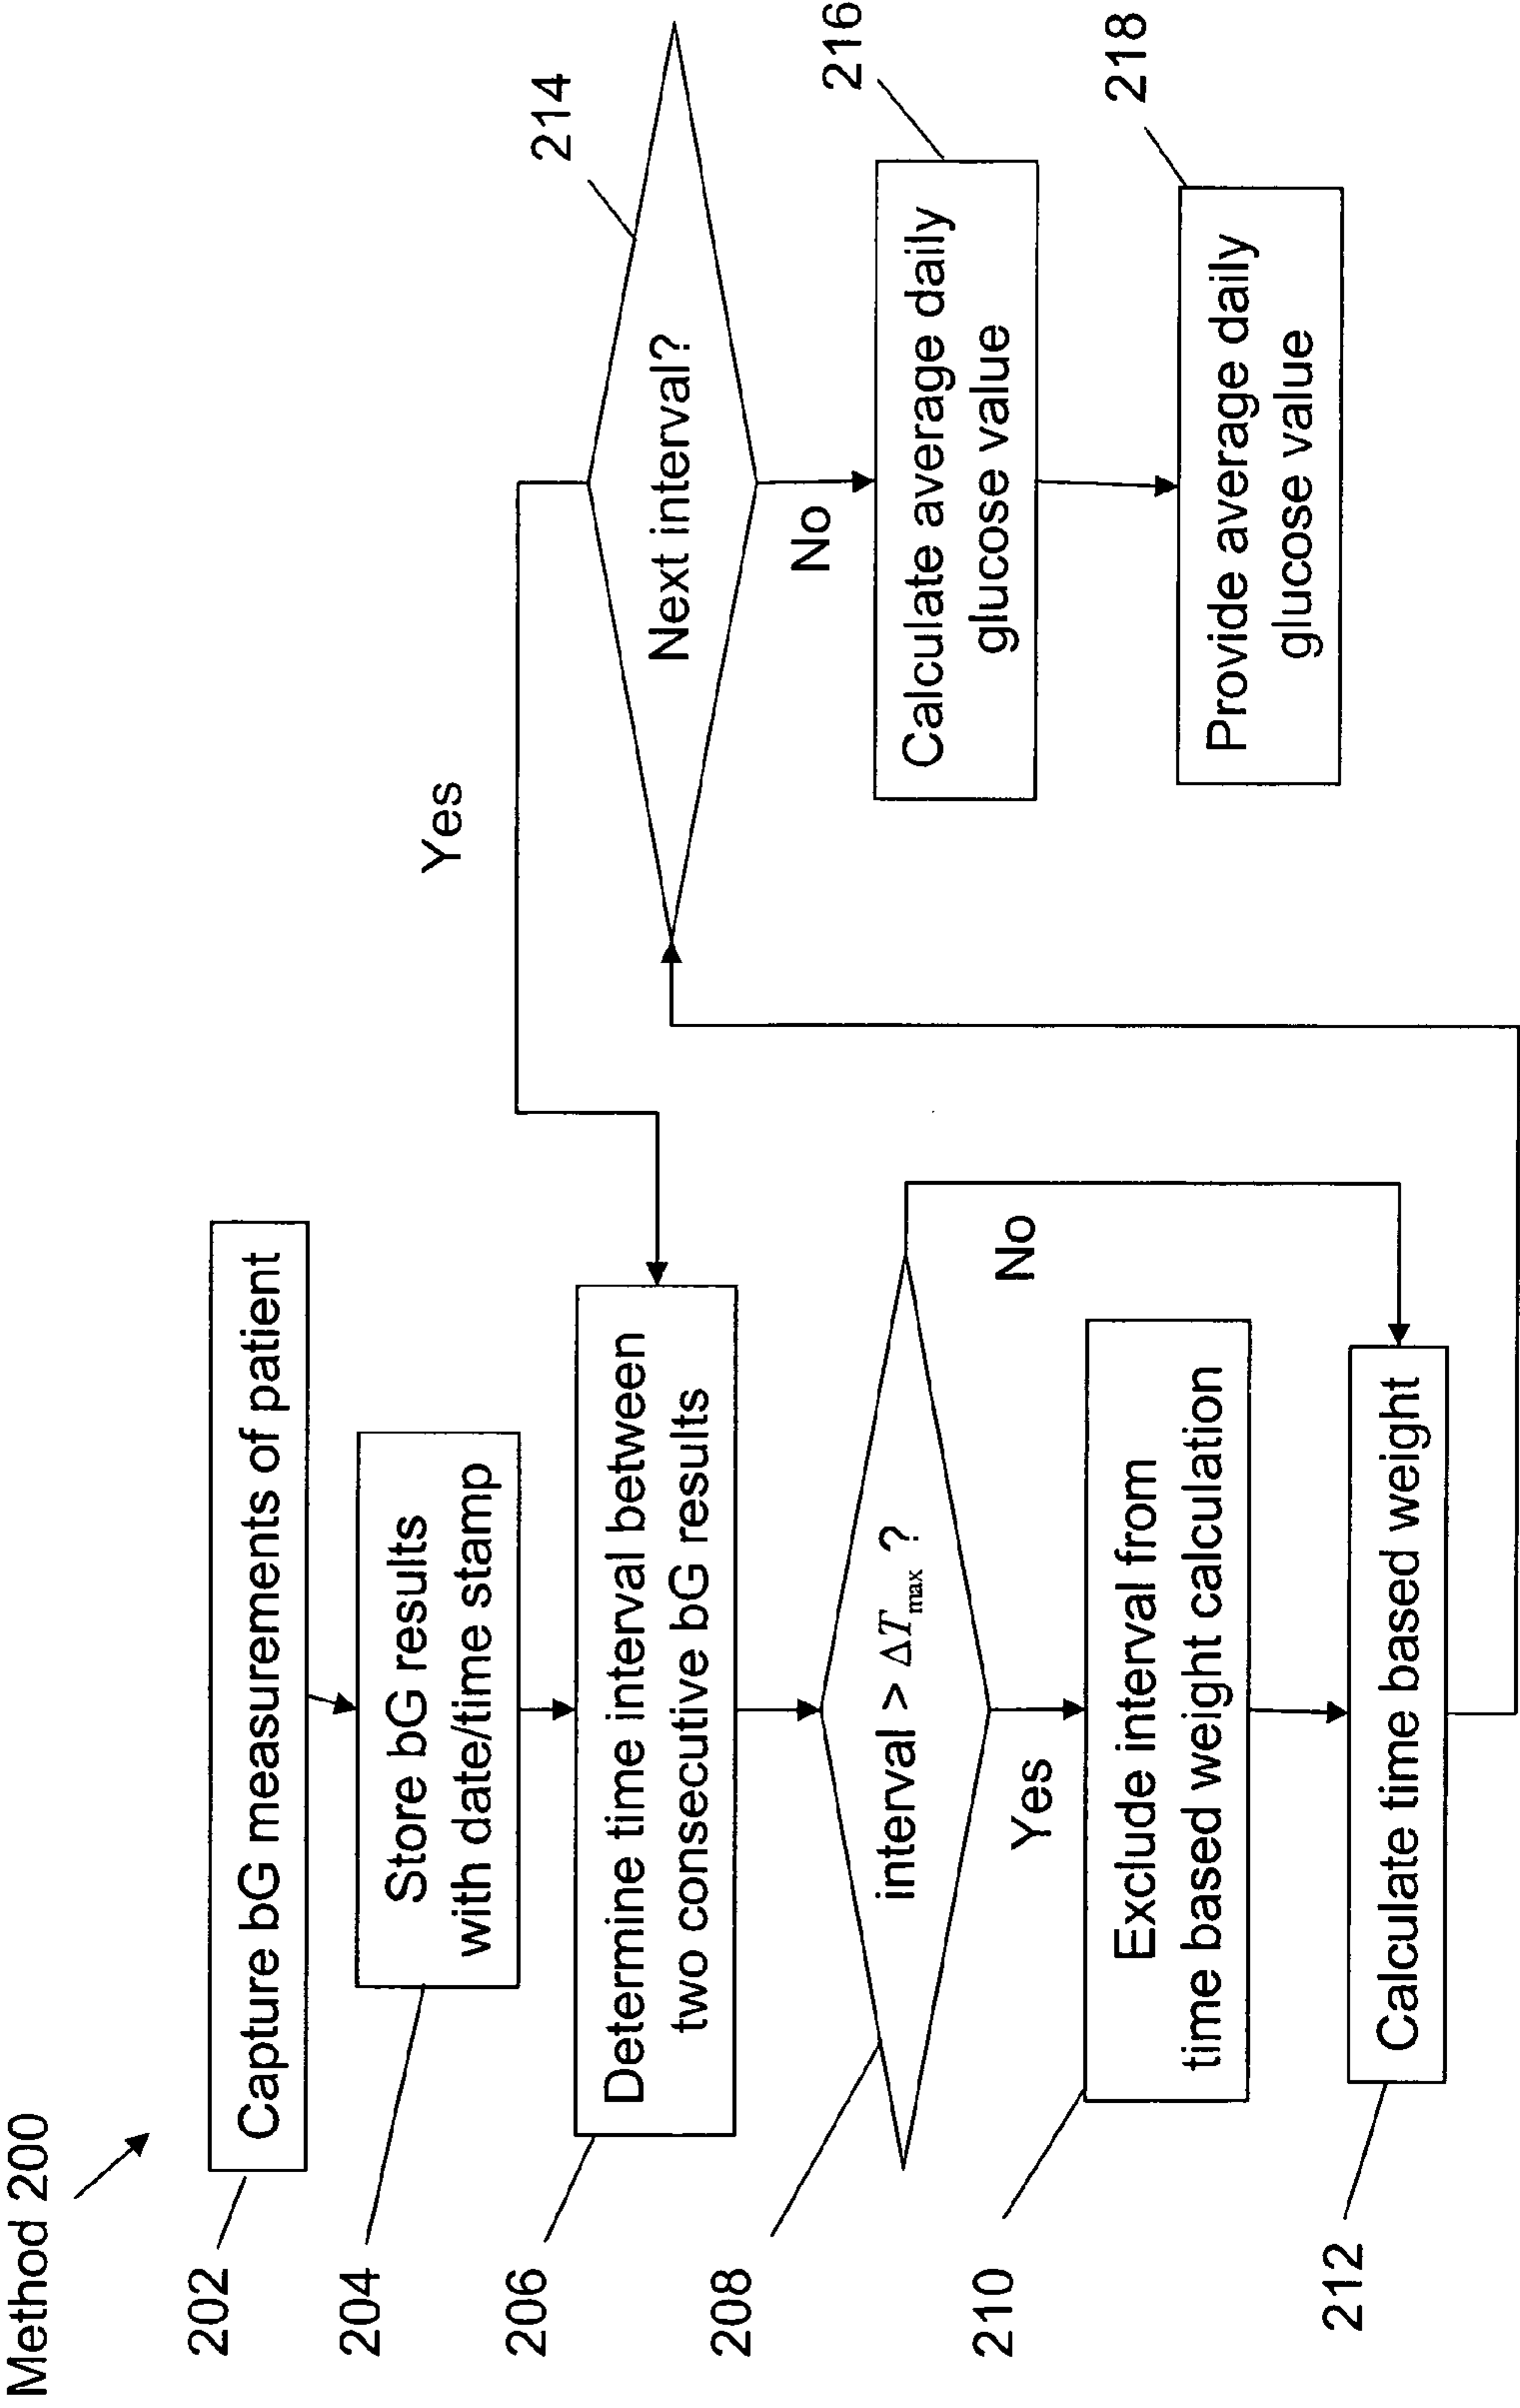 Method 200
202
Capture bG measurements of patient
204
Store bG results
with date/time stamp
206
Determine time interval between
two consecutive bG results
208
interval > ΔTmax ?
Yes
No
210
Exclude interval from
time based weight calculation
212
Calculate time based weight
Yes
214
Next interval?
No
216
Calculate average daily
glucose value
218
Provide average daily
glucose value